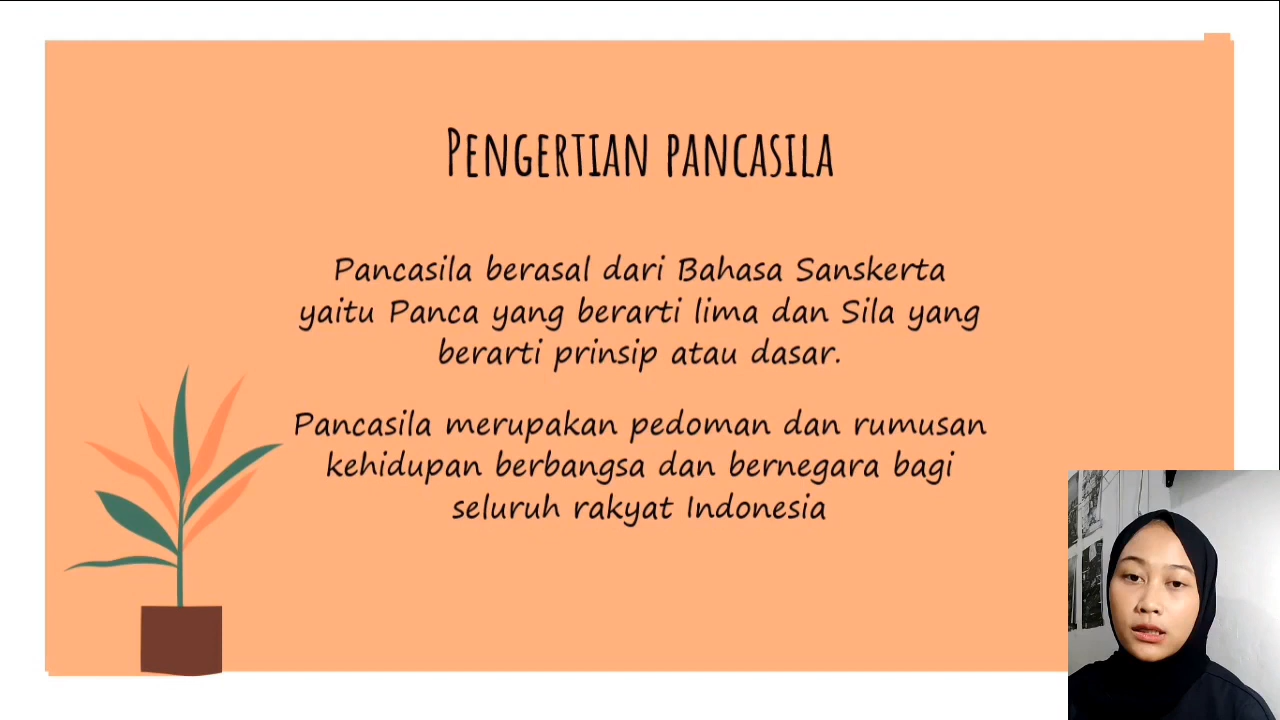 PENGERTIAN PANCASILA
Pancasila berasal dari Bahasa Sanskerta
yaitu Panca yang berarti lima dan Sila yang
berarti prinsip atau dasar.
Pancasila merupakan pedoman dan rumusan
kehidupan berbangsa dan bernegara bagi
seluruh rakyat Indonesia